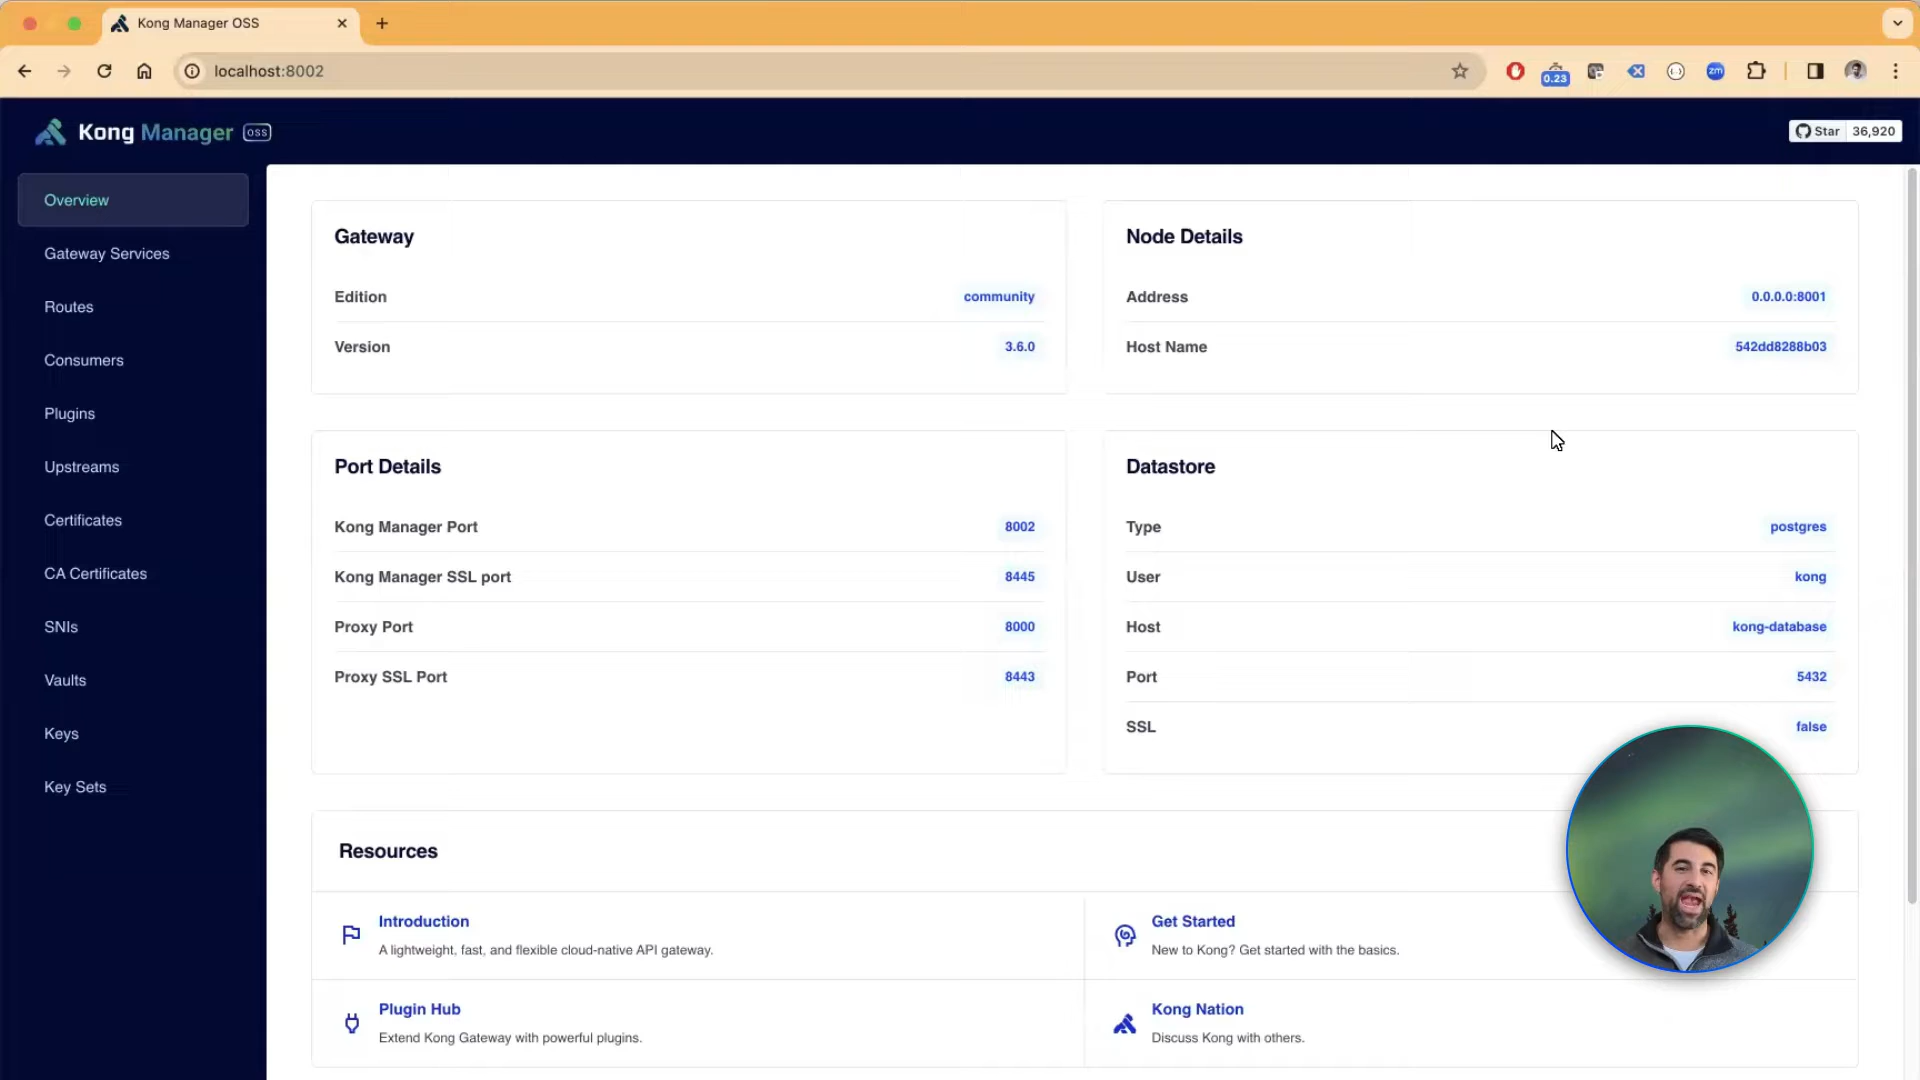 Kong Manager OSS
localhost:8002
0.23
zm
Kong Manager OSS
Star 36,920
Overview
Gateway Services
Routes
Consumers
Plugins
Upstreams
Certificates
CA Certificates
SNIs
Vaults
Keys
Key Sets
Gateway
Edition community
Version 3.6.0
Node Details
Address 0.0.0.0:8001
Host Name 542dd8288b03
Port Details
Kong Manager Port 8002
Kong Manager SSL port 8445
Proxy Port 8000
Proxy SSL Port 8443
Datastore
Type postgres
User kong
Host kong-database
Port 5432
SSL false
Resources
Introduction
A lightweight, fast, and flexible cloud-native API gateway.
Get Started
New to Kong? Get started with the basics.
Plugin Hub
Extend Kong Gateway with powerful plugins.
Kong Nation
Discuss Kong with others.